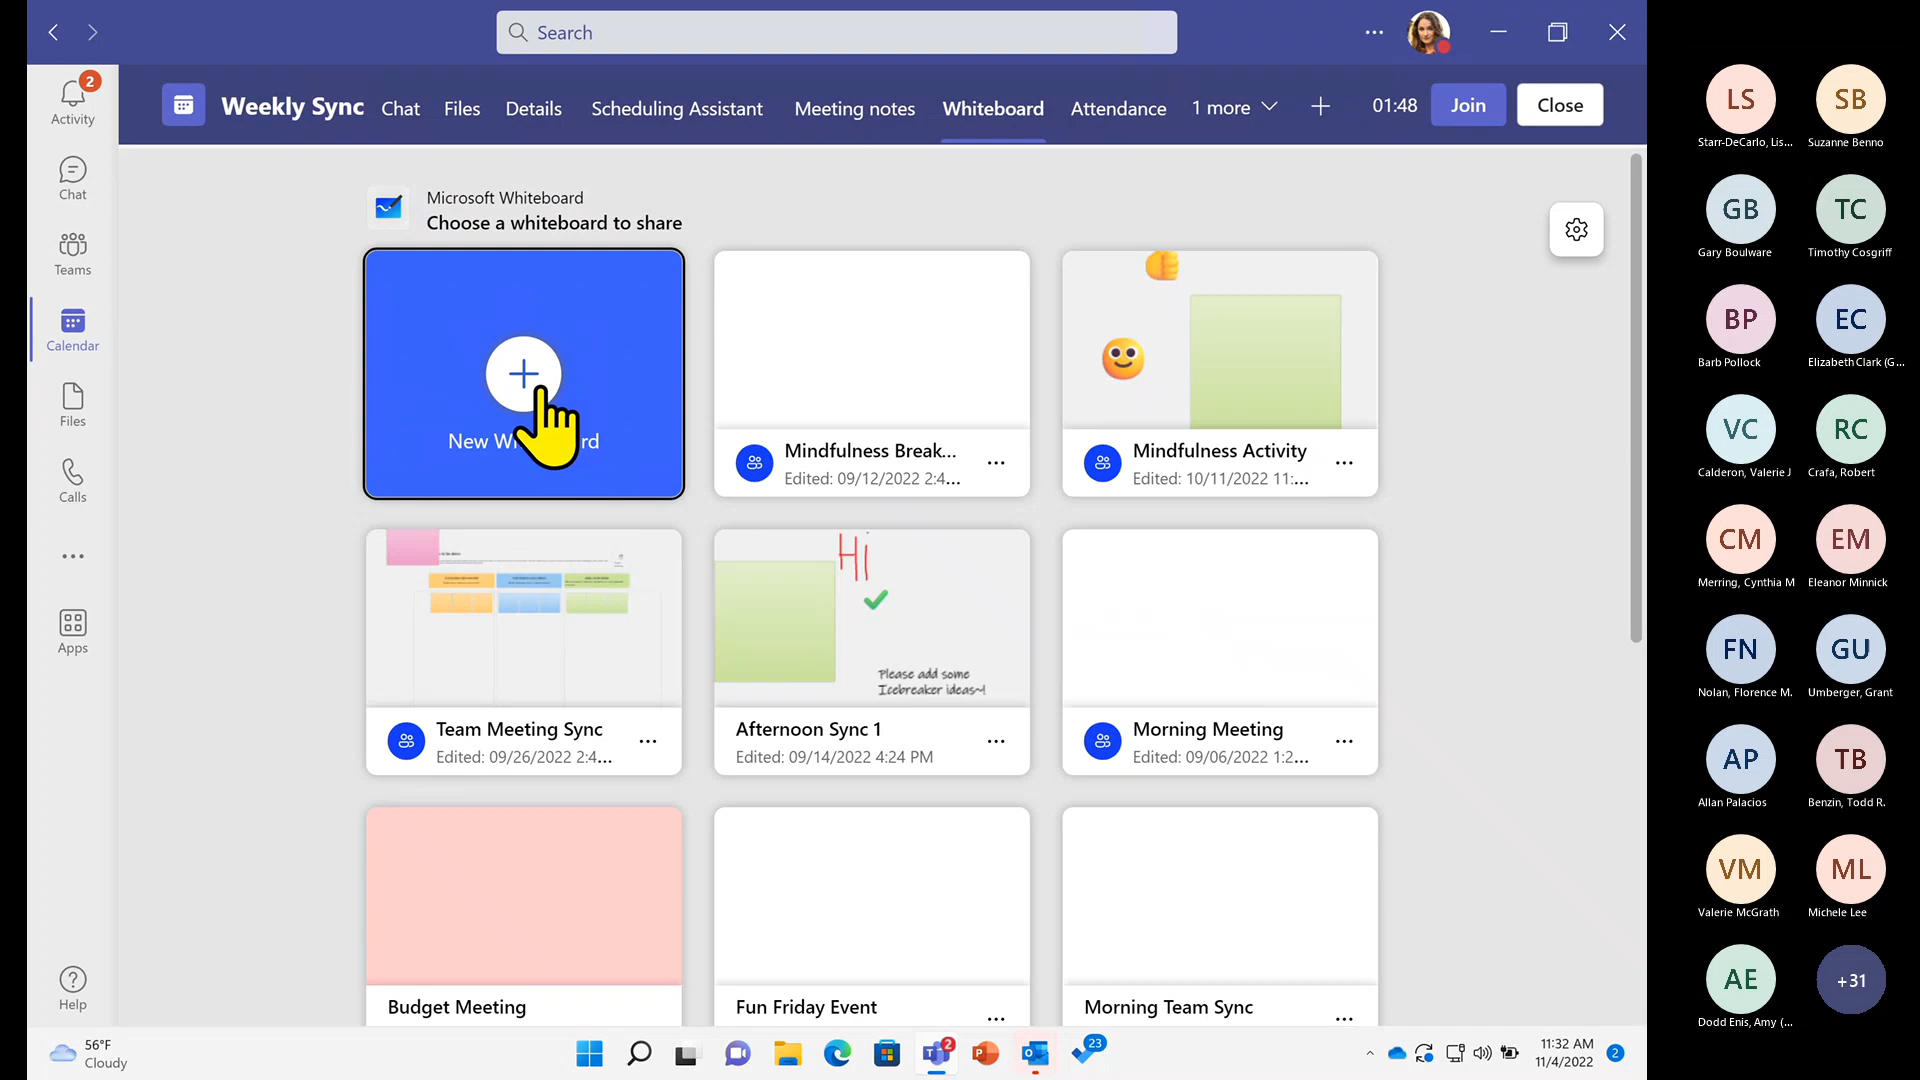 Search
2
Activity
Chat
Teams
Calendar
Files
Calls
Apps
Help
Weekly Sync
Chat
Files
Details
Scheduling Assistant
Meeting notes
Whiteboard
Attendance
1 more
01:48
Join
Close
Microsoft Whiteboard
Choose a whiteboard to share
New
Mindfulness Break...
Edited: 09/12/2022 2:4...
Mindfulness Activity
Edited: 10/11/2022 11:...
Team Meeting Sync
Edited: 09/26/2022 2:4...
Hi
Please add some
Icebreaker ideas~!
Afternoon Sync 1
Edited: 09/14/2022 4:24 PM
Morning Meeting
Edited: 09/06/2022 1:2...
Budget Meeting
Fun Friday Event
Morning Team Sync
LS
Starr-DeCarlo, Lis...
SB
Suzanne Benno
GB
Gary Boulware
TC
Timothy Cosgriff
BP
Barb Pollock
EC
Elizabeth Clark (G...
VC
Calderon, Valerie J
RC
Crafa, Robert
CM
Merring, Cynthia M
EM
Eleanor Minnick
FN
Nolan, Florence M.
GU
Umberger, Grant
AP
Allan Palacios
TB
Benzin, Todd R.
VM
Valerie McGrath
ML
Michele Lee
AE
Dodd Enis, Amy (...
+31
56°F
Cloudy
2
23
11:32 AM
11/4/2022
2